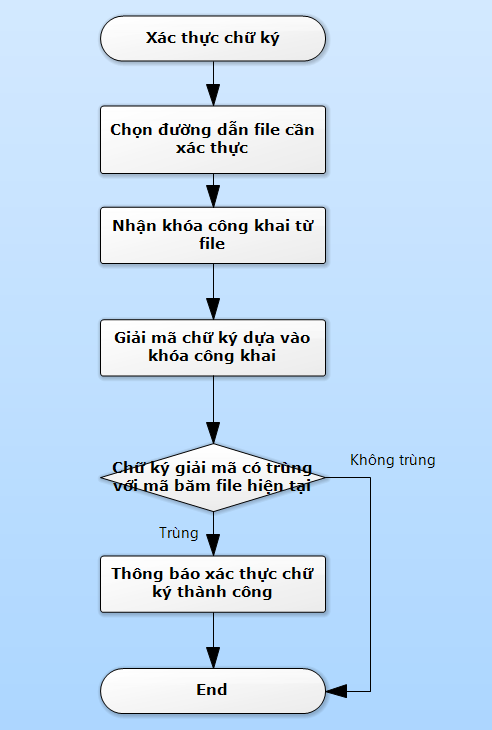 Xác thực chữ ký
Chọn đường dẫn file cần
xác thực
Nhận khóa công khai từ
file
Giải mã chữ ký dựa vào
khóa công khai
Chữ ký giải mã có trùng
với mã băm file hiện tại
Không trùng
Trùng
Thông báo xác thực chữ
ký thành công
End